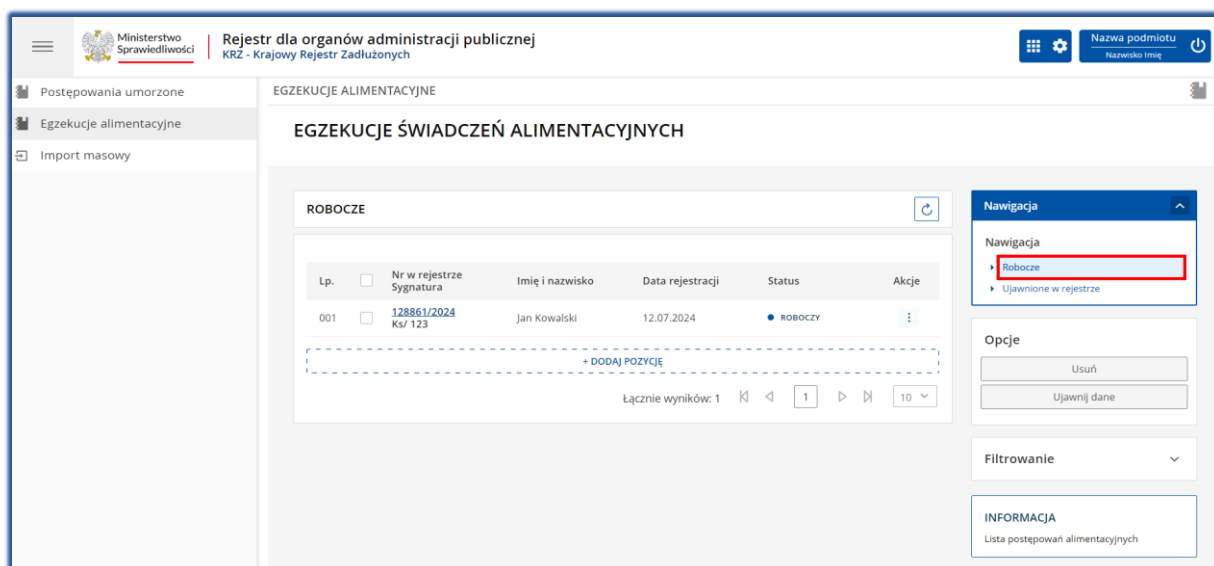 Ministerstwo
Sprawiedliwości
Rejestr dla organów administracji publicznej
KRZ - Krajowy Rejestr Zadłużonych
Nazwa podmiotu
Nazwisko Imię
Postępowania umorzone
Egzekucje alimentacyjne
Import masowy
EGZEKUCJE ALIMENTACYJNE
EGZEKUCJE ŚWIADCZEŃ ALIMENTACYJNYCH
ROBOCZE
Lp.
Nr w rejestrze
Sygnatura
Imię i nazwisko
Data rejestracji
Status
Akcje
001
128861/2024
Ks/ 123
Jan Kowalski
12.07.2024
ROBOCZY
+ DODAJ POZYCJĘ
Łącznie wyników: 1
1
10
Nawigacja
Nawigacja
Robocze
Ujawnione w rejestrze
Opcje
Usuń
Ujawnij dane
Filtrowanie
INFORMACJA
Lista postępowań alimentacyjnych